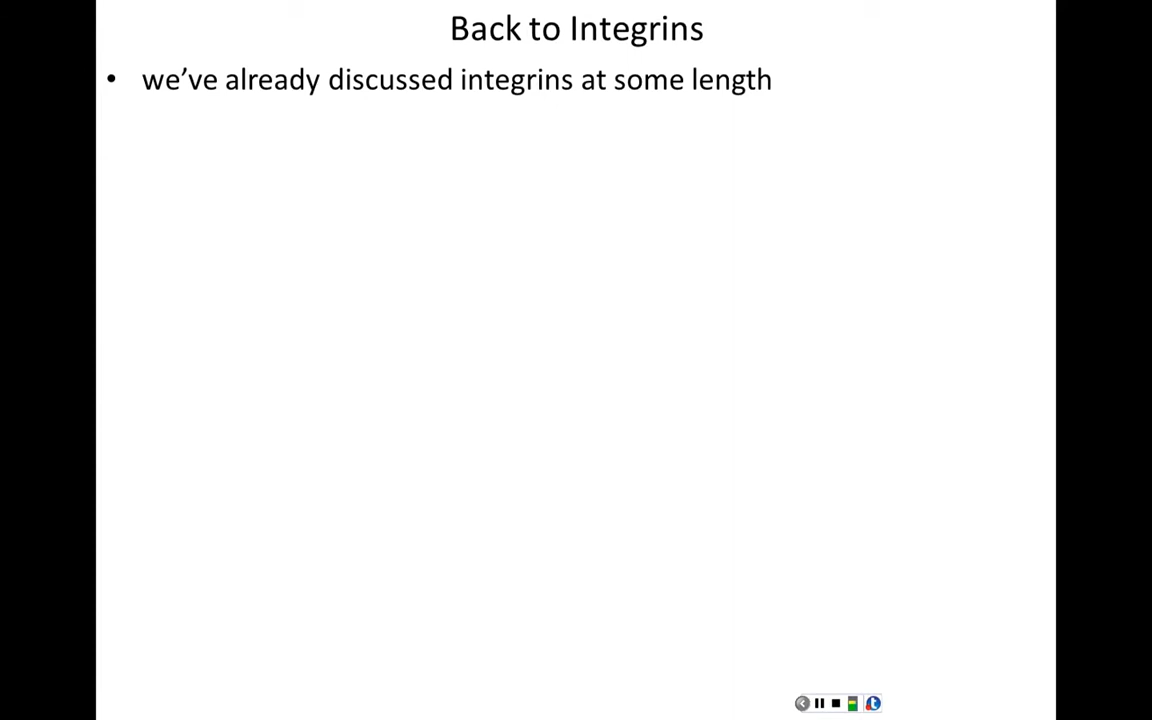 Back to Integrins
• we’ve already discussed integrins at some length